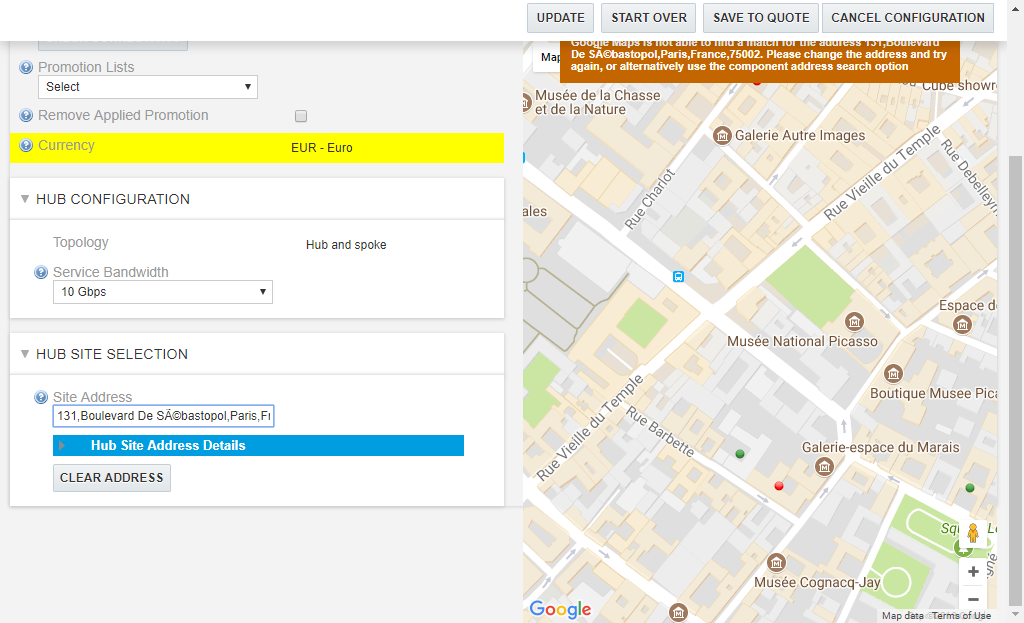 UPDATE
START OVER
SAVE TO QUOTE
CANCEL CONFIGURATION
Promotion Lists
Select
Remove Applied Promotion
Currency
EUR - Euro
HUB CONFIGURATION
Topology
Hub and spoke
Service Bandwidth
10 Gbps
HUB SITE SELECTION
Site Address
131,Boulevard De SÃ©bastopol,Paris,Fr
Hub Site Address Details
CLEAR ADDRESS
Map
Google Maps is not able to find a match for the address 131,Boulevard
De SÃ©bastopol,Paris,France,75002. Please change the address and try
again, or alternatively use the component address search option
Cube showr
Musée de la Chasse
et de la Nature
Galerie Autre Images
Rue Vieille du Temple
Rue Debelleym
Rue Charlot
ales
Espace d
Musée National Picasso
Boutique Musee Pica
Rue Vieille du Temple
Rue Barbette
Galerie-espace du Marais
Squ
Le
Musée Cognacq-Jay
Google
Map data
Terms of Use